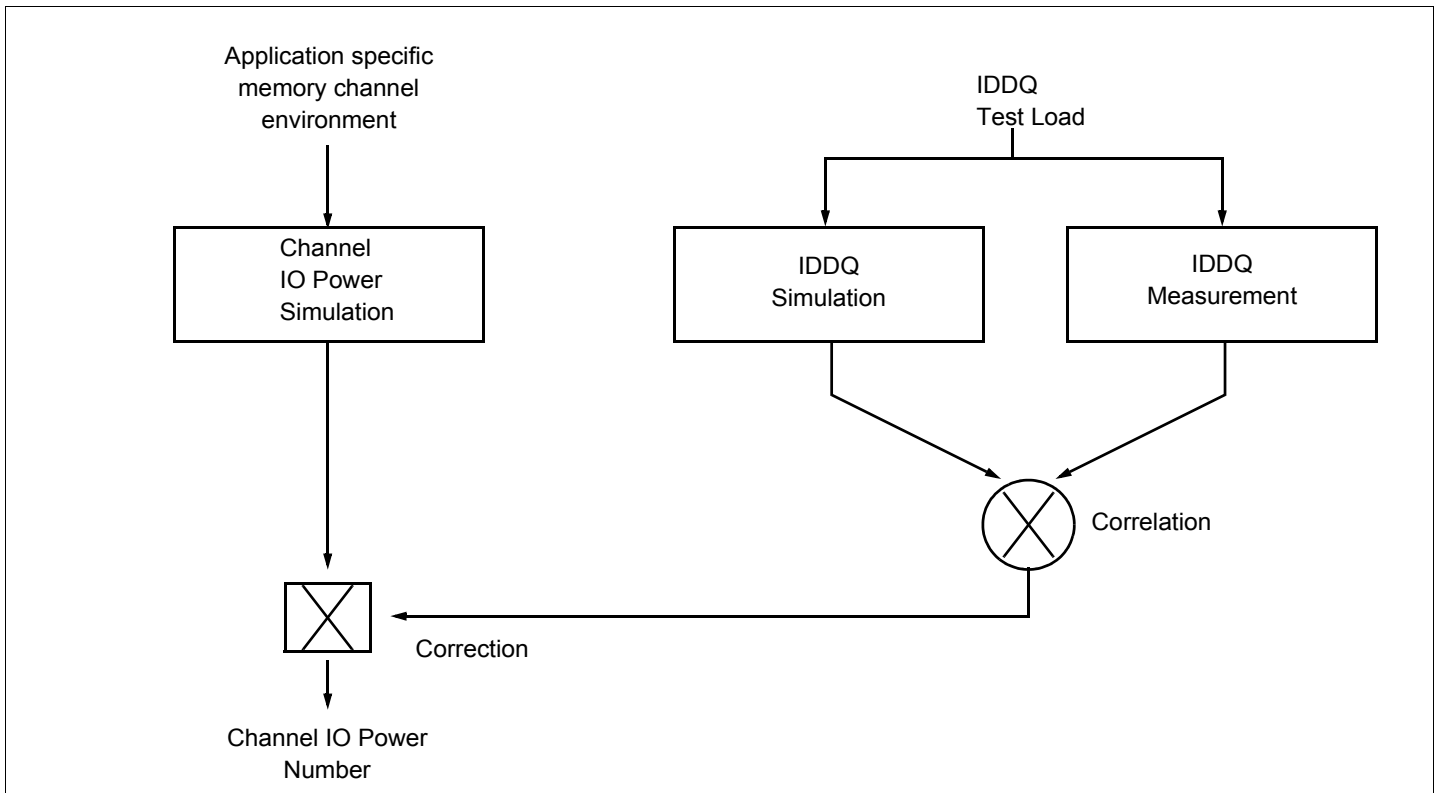 Application specific
memory channel
environment
IDDQ
Test Load
Channel
IO Power
Simulation
IDDQ
Simulation
IDDQ
Measurement
Correlation
Correction
Channel IO Power
Number